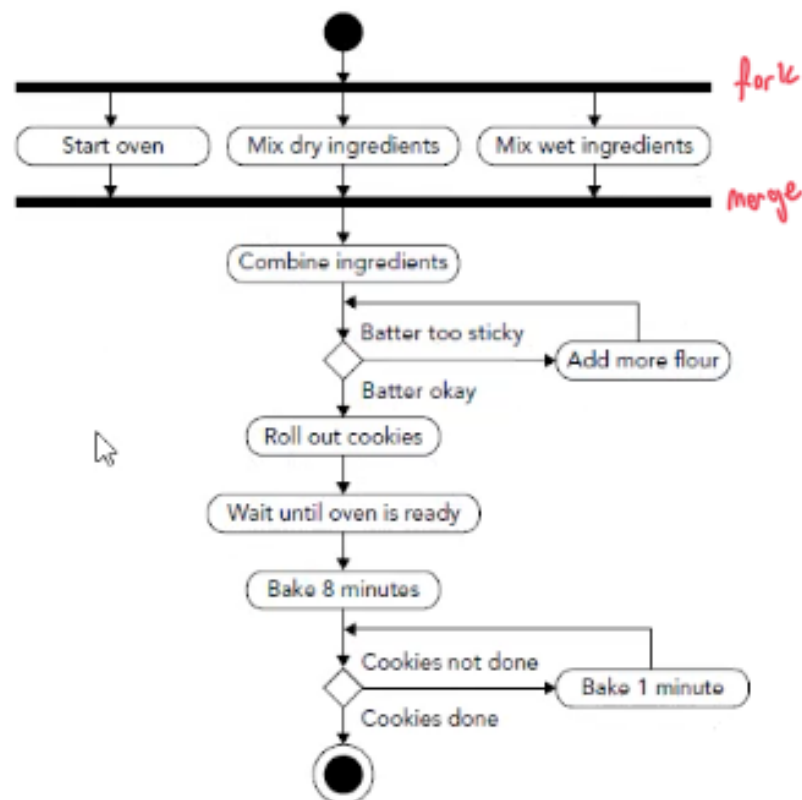 fork
Start oven
Mix dry ingredients
Mix wet ingredients
merge
Combine ingredients
Batter too sticky
Add more flour
Batter okay
Roll out cookies
Wait until oven is ready
Bake 8 minutes
Cookies not done
Bake 1 minute
Cookies done